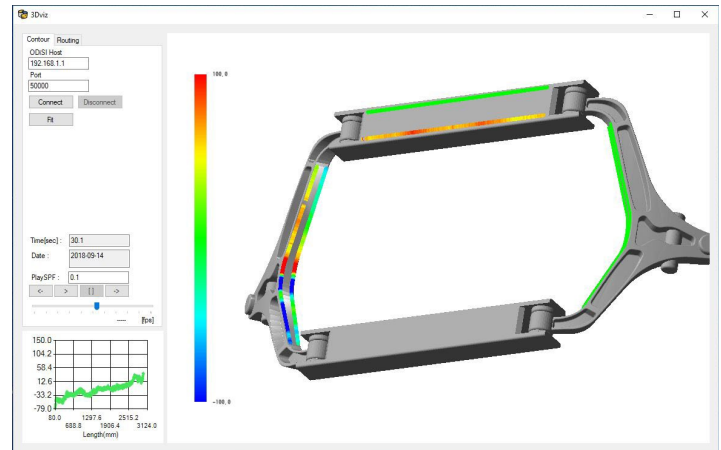 3Dviz
Contour Routing
ODiSI Host
192.168.1.1
Port
50000
Connect Disconnect
Fit
Time[sec] : 30.1
Date : 2018-09-14
PlaySPF : 0.1
<- > [ ] ->
---- [fps]
100.0
-100.0
150.0
104.2
58.4
12.6
-33.2
-79.0
80.0 1297.6 2515.2
688.8 1906.4 3124.0
Length(mm)